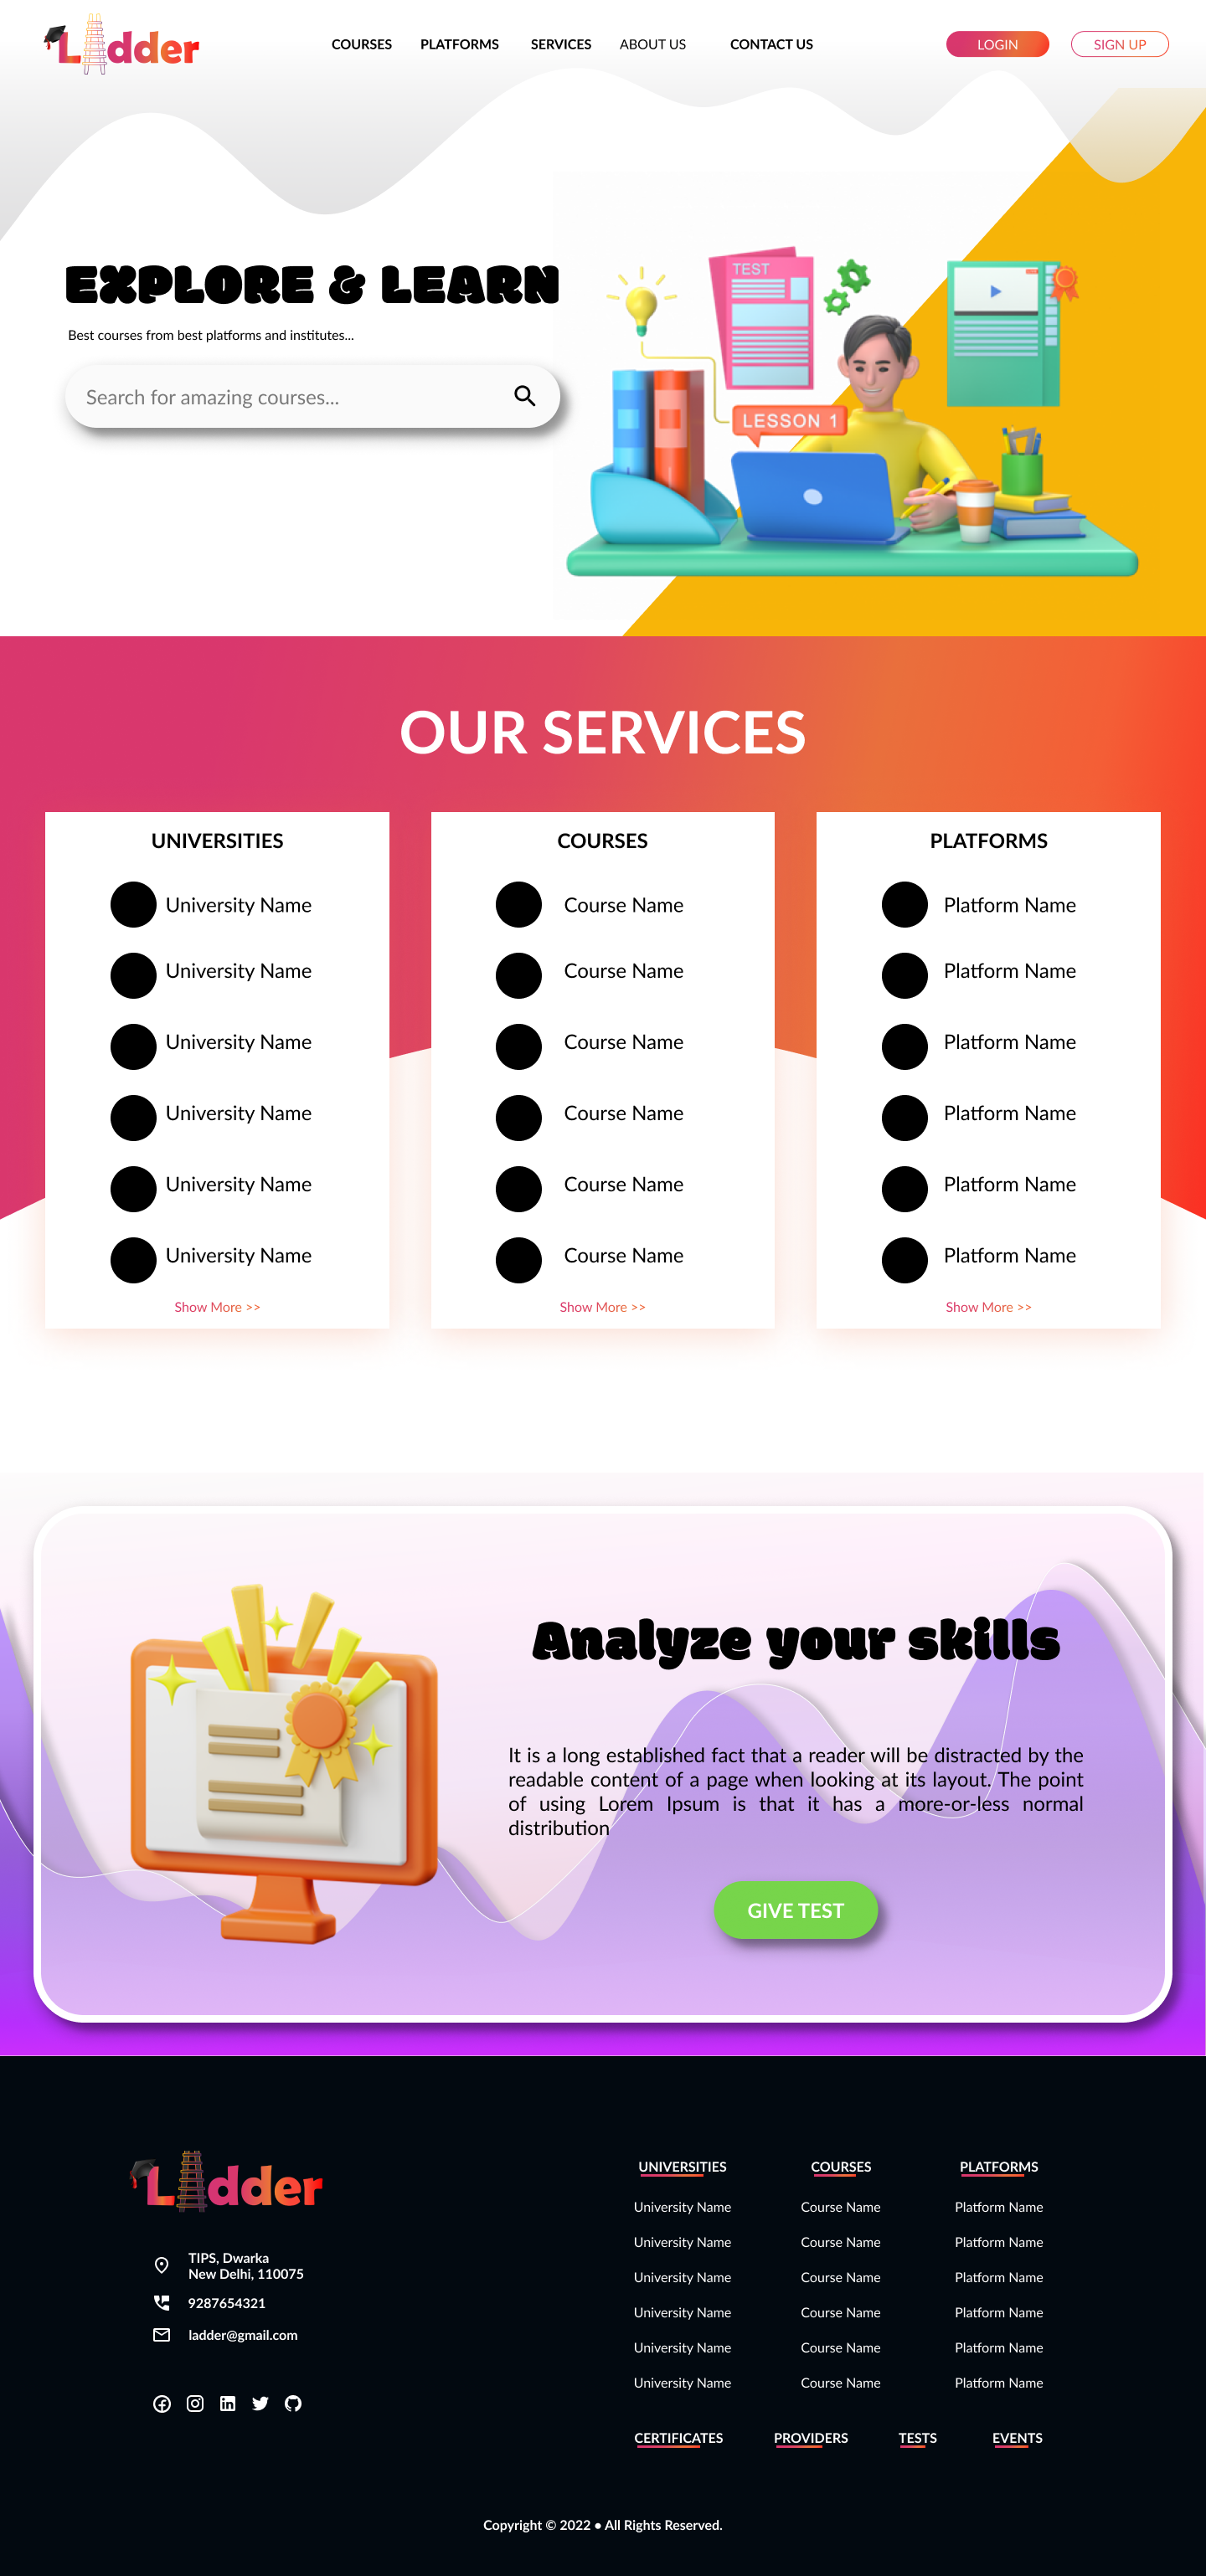 Ladder
COURSES PLATFORMS SERVICES ABOUT US CONTACT US LOGIN SIGN UP
EXPLORE & LEARN
Best courses from best platforms and institutes...
Search for amazing courses...
TEST
LESSON 1
OUR SERVICES
UNIVERSITIES
University Name
University Name
University Name
University Name
University Name
University Name
Show More >>
COURSES
Course Name
Course Name
Course Name
Course Name
Course Name
Course Name
Show More >>
PLATFORMS
Platform Name
Platform Name
Platform Name
Platform Name
Platform Name
Platform Name
Show More >>
Analyze your skills
It is a long established fact that a reader will be distracted by the
readable content of a page when looking at its layout. The point
of using Lorem Ipsum is that it has a more-or-less normal
distribution
GIVE TEST
Ladder
TIPS, Dwarka
New Delhi, 110075
9287654321
ladder@gmail.com
UNIVERSITIES
University Name
University Name
University Name
University Name
University Name
University Name
COURSES
Course Name
Course Name
Course Name
Course Name
Course Name
Course Name
PLATFORMS
Platform Name
Platform Name
Platform Name
Platform Name
Platform Name
Platform Name
CERTIFICATES PROVIDERS TESTS EVENTS
Copyright © 2022 • All Rights Reserved.